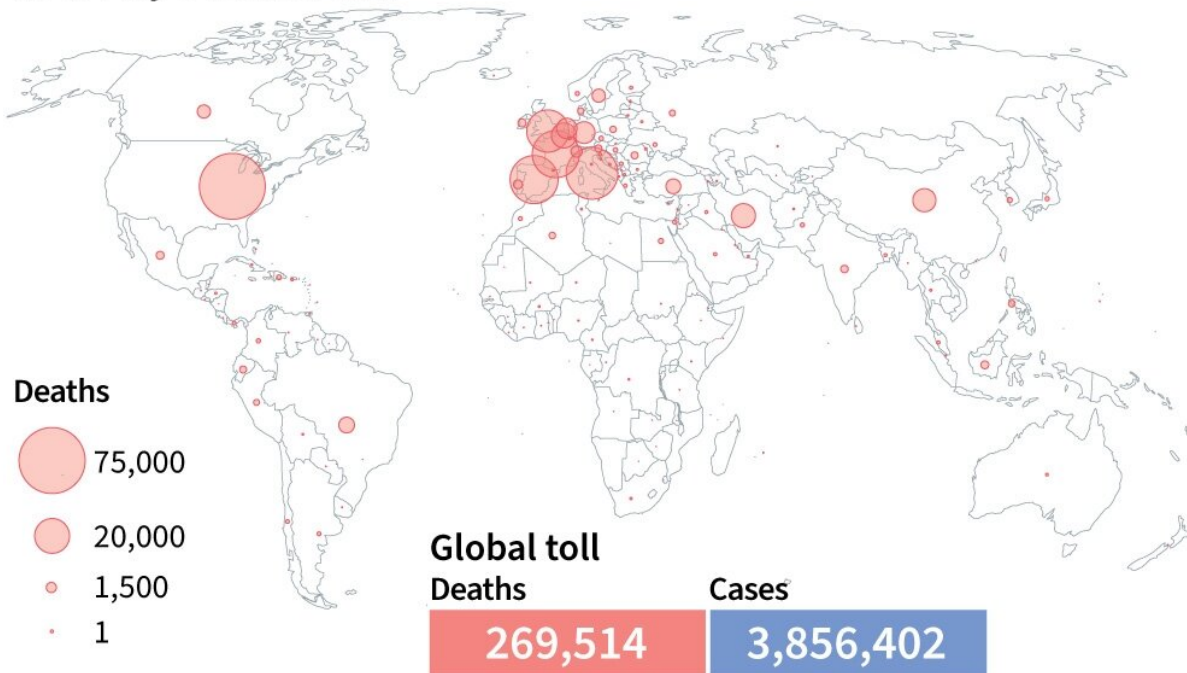 Deaths
75,000
20,000
1,500
1
Global toll
Deaths
Cases
269,514
3,856,402